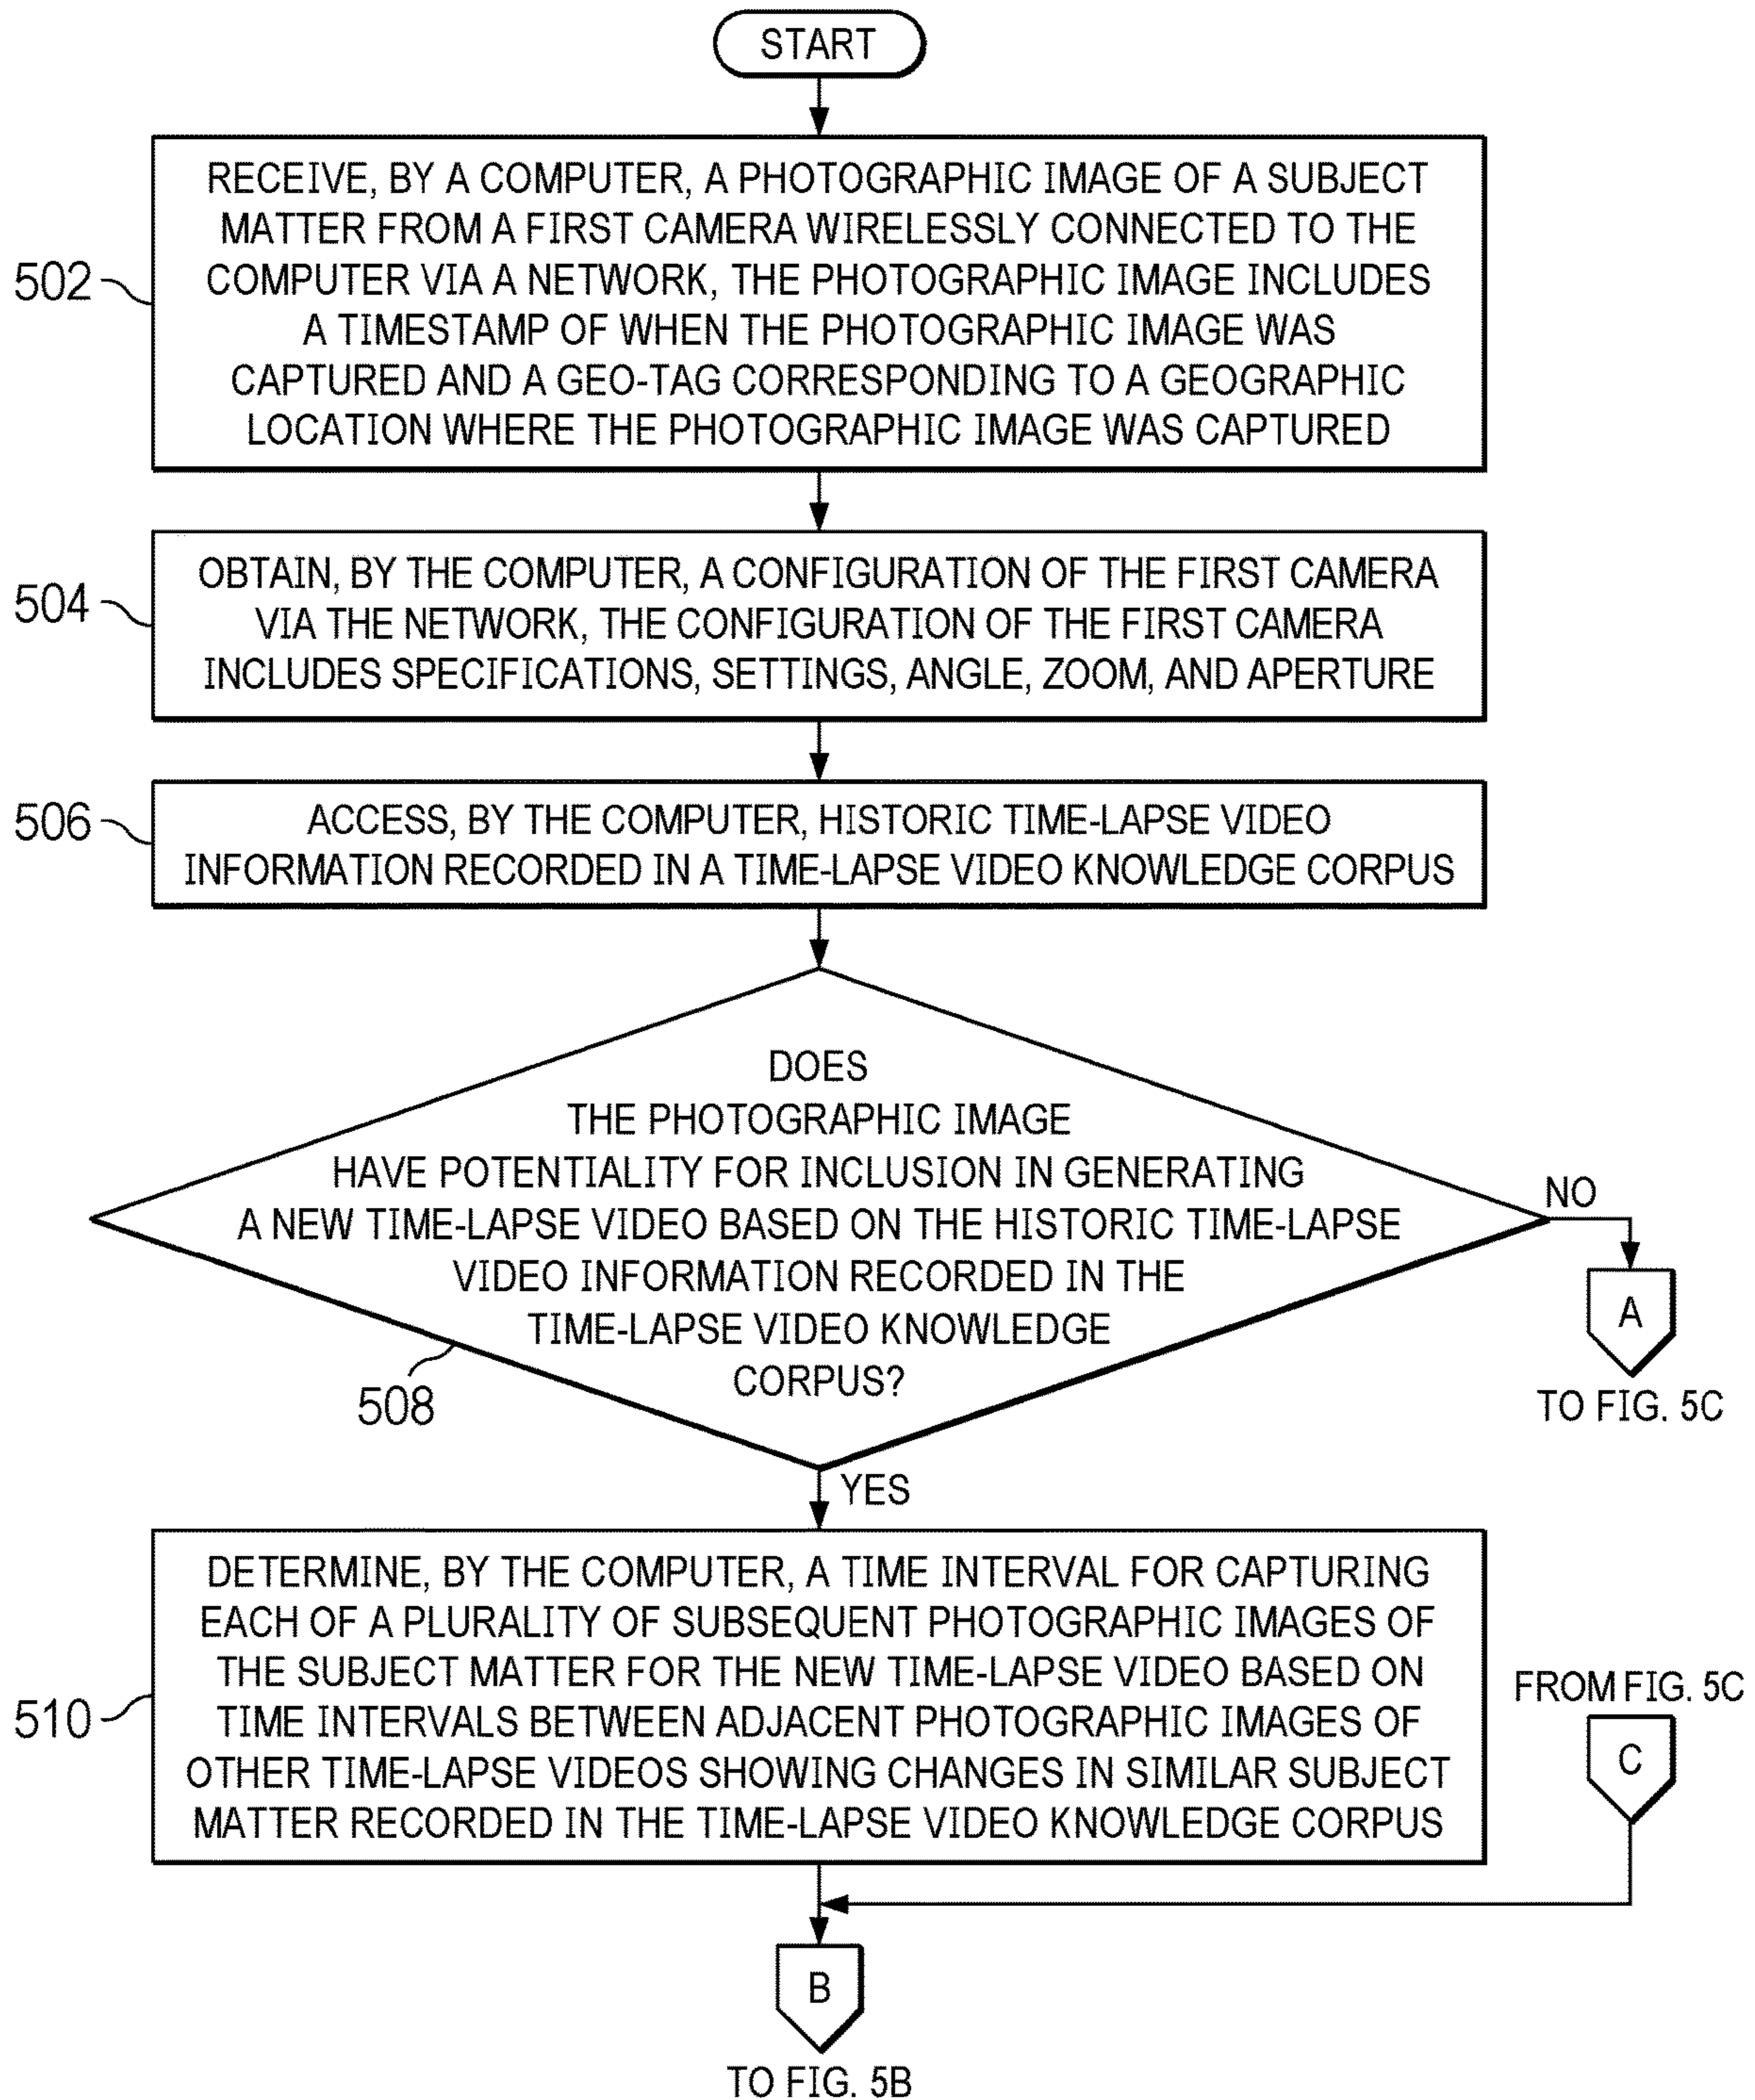 START
RECEIVE, BY A COMPUTER, A PHOTOGRAPHIC IMAGE OF A SUBJECT
MATTER FROM A FIRST CAMERA WIRELESSLY CONNECTED TO THE
COMPUTER VIA A NETWORK, THE PHOTOGRAPHIC IMAGE INCLUDES
A TIMESTAMP OF WHEN THE PHOTOGRAPHIC IMAGE WAS
CAPTURED AND A GEO-TAG CORRESPONDING TO A GEOGRAPHIC
LOCATION WHERE THE PHOTOGRAPHIC IMAGE WAS CAPTURED
502
OBTAIN, BY THE COMPUTER, A CONFIGURATION OF THE FIRST CAMERA
VIA THE NETWORK, THE CONFIGURATION OF THE FIRST CAMERA
INCLUDES SPECIFICATIONS, SETTINGS, ANGLE, ZOOM, AND APERTURE
504
ACCESS, BY THE COMPUTER, HISTORIC TIME-LAPSE VIDEO
INFORMATION RECORDED IN A TIME-LAPSE VIDEO KNOWLEDGE CORPUS
506
DOES
THE PHOTOGRAPHIC IMAGE
HAVE POTENTIALITY FOR INCLUSION IN GENERATING
A NEW TIME-LAPSE VIDEO BASED ON THE HISTORIC TIME-LAPSE
VIDEO INFORMATION RECORDED IN THE
TIME-LAPSE VIDEO KNOWLEDGE
CORPUS?
508
NO
A
TO FIG. 5C
YES
DETERMINE, BY THE COMPUTER, A TIME INTERVAL FOR CAPTURING
EACH OF A PLURALITY OF SUBSEQUENT PHOTOGRAPHIC IMAGES OF
THE SUBJECT MATTER FOR THE NEW TIME-LAPSE VIDEO BASED ON
TIME INTERVALS BETWEEN ADJACENT PHOTOGRAPHIC IMAGES OF
OTHER TIME-LAPSE VIDEOS SHOWING CHANGES IN SIMILAR SUBJECT
MATTER RECORDED IN THE TIME-LAPSE VIDEO KNOWLEDGE CORPUS
510
FROM FIG. 5C
C
B
TO FIG. 5B